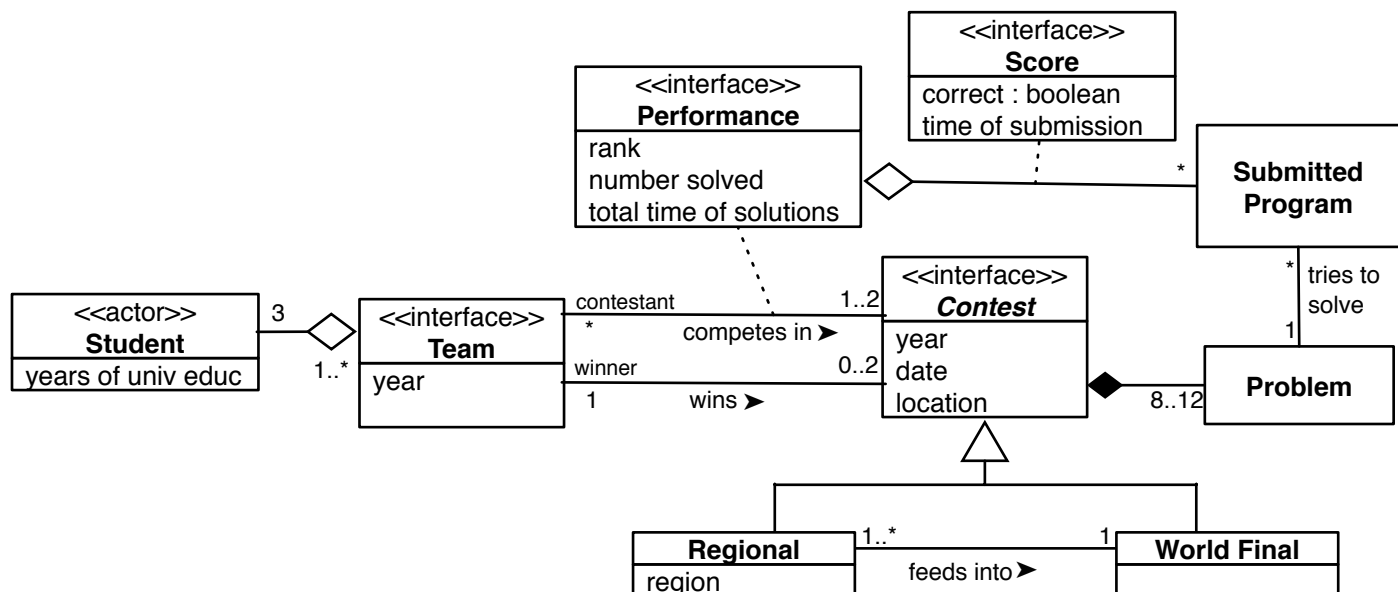 <<interface>>
Score
correct : boolean
time of submission
<<interface>>
Performance
rank
number solved
total time of solutions
*
Submitted
Program
*
tries to
solve
1
<<actor>>
Student
years of univ educ
3
1..*
<<interface>>
Team
year
contestant
*
competes in ➤
1..2
winner
1
wins ➤
0..2
<<interface>>
Contest
year
date
location
8..12
Problem
Regional
region
1..*
feeds into ➤
1
World Final